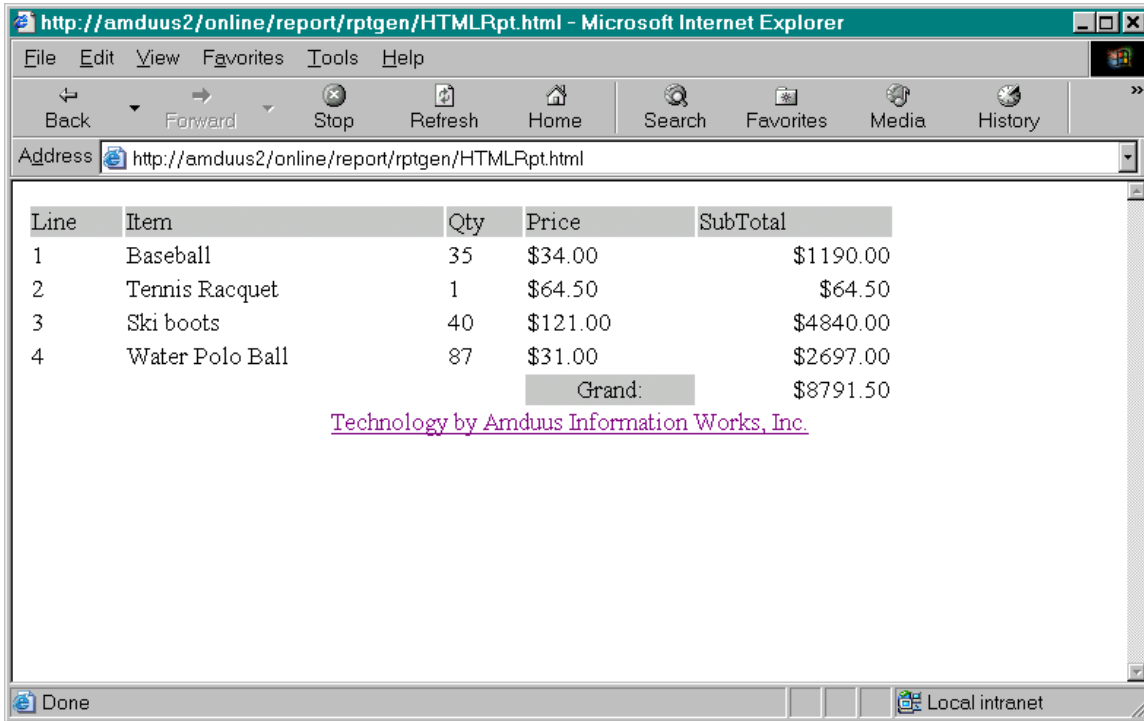 http://amduus2/online/report/rptgen/HTMLRpt.html - Microsoft Internet Explorer
File Edit View Favorites Tools Help
Back Forward Stop Refresh Home Search Favorites Media History »
Address http://amduus2/online/report/rptgen/HTMLRpt.html
Line Item Qty Price SubTotal
1 Baseball 35 $34.00 $1190.00
2 Tennis Racquet 1 $64.50 $64.50
3 Ski boots 40 $121.00 $4840.00
4 Water Polo Ball 87 $31.00 $2697.00
Grand: $8791.50
Technology by Amduus Information Works, Inc.
Done Local intranet